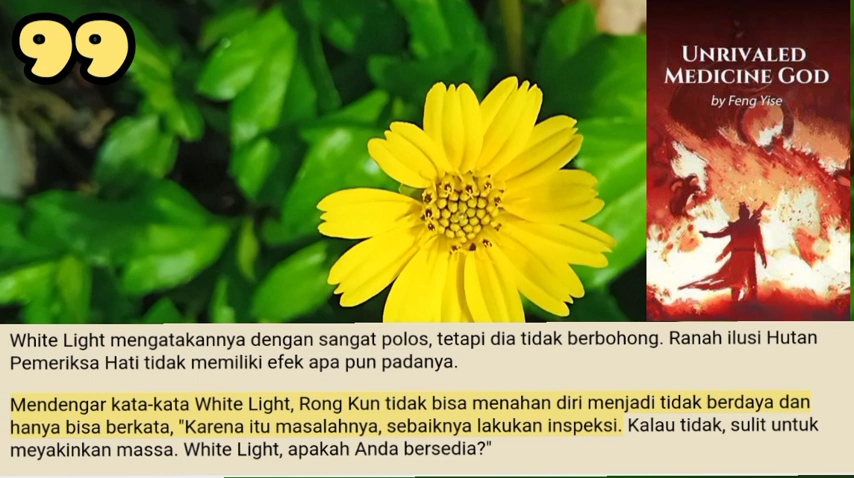 99
UNRIVALED
MEDICINE GOD
by Feng Yise
White Light mengatakannya dengan sangat polos, tetapi dia tidak berbohong. Ranah ilusi Hutan
Pemeriksa Hati tidak memiliki efek apa pun padanya.
Mendengar kata-kata White Light, Rong Kun tidak bisa menahan diri menjadi tidak berdaya dan
hanya bisa berkata, "Karena itu masalahnya, sebaiknya lakukan inspeksi. Kalau tidak, sulit untuk
meyakinkan massa. White Light, apakah Anda bersedia?"